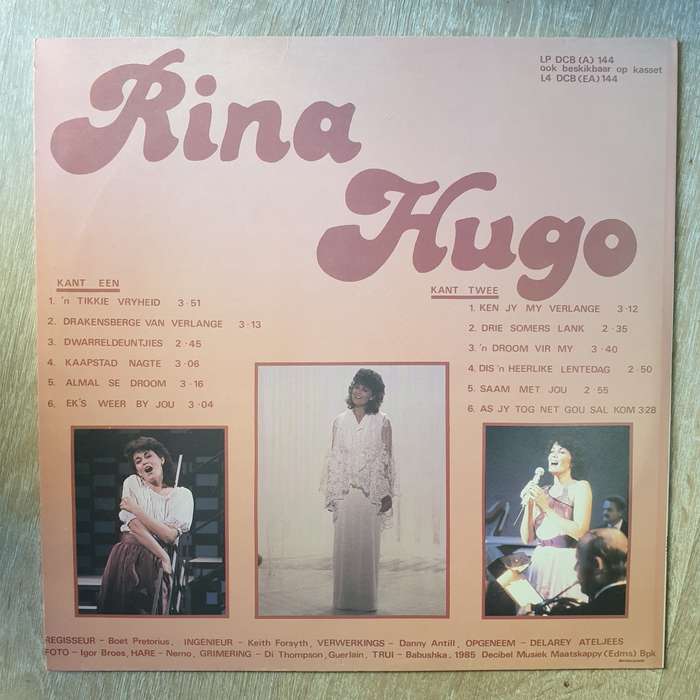 Rina
Hugo
LP DCB (A) 144
ook beskikbaar op kasset
L4 DCB (EA) 144
KANT EEN
1. 'n TIKKIE VRYHEID 3·51
2. DRAKENSBERGE VAN VERLANGE 3·13
3. DWARRELDEUNTJIES 2·45
4. KAAPSTAD NAGTE 3·06
5. ALMAL SE DROOM 3·16
6. EK'S WEER BY JOU 3·04
KANT TWEE
1. KEN JY MY VERLANGE 3·12
2. DRIE SOMERS LANK 2·35
3. 'n DROOM VIR MY 3·40
4. DIS 'n HEERLIKE LENTEDAG 2·50
5. SAAM MET JOU 2·55
6. AS JY TOG NET GOU SAL KOM 3·28
REGISSEUR – Boet Pretorius, INGENIEUR – Keith Forsyth, VERWERKINGS – Danny Antill, OPGENEEM – DELAREY ATELJEES
FOTO – Igor Broos, HARE – Nemo, GRIMERING – Di Thompson, Guerlain, TRUI – Babushka, 1985 Decibel Musiek Maatskappy (Edms) Bpk